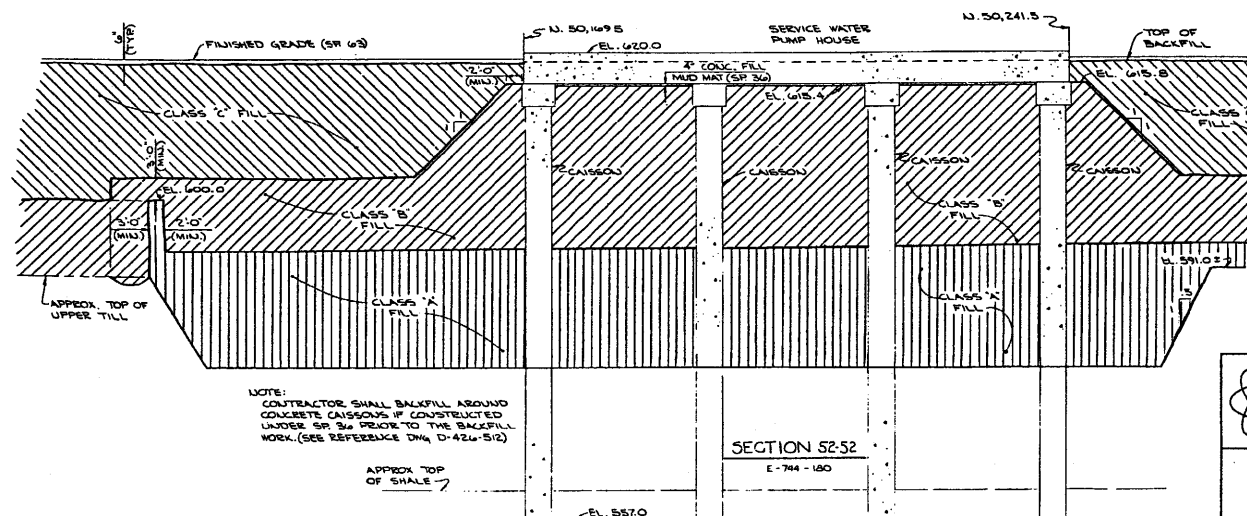 N. 50,169.5
N. 50,241.5
6" (TYP)
FINISHED GRADE (SP. 63)
EL. 620.0
SERVICE WATER
PUMP HOUSE
TOP OF
BACKFILL
2'-0"
(MIN.)
4" CONC. FILL
MUD MAT (SP. 36)
EL. 615.4
EL. 615.8
CLASS "C" FILL
CLASS
FILL
3'-0"
(MIN.)
EL. 600.0
CAISSON
CAISSON
CAISSON
CAISSON
CLASS "B"
FILL
CLASS "B"
FILL
3'-0"
(MIN.)
2'-0"
(MIN.)
EL. 591.0±
APPROX. TOP OF
UPPER TILL
CLASS "A"
FILL
CLASS "A"
FILL
NOTE:
CONTRACTOR SHALL BACKFILL AROUND
CONCRETE CAISSONS IF CONSTRUCTED
UNDER SP. 36 PRIOR TO THE BACKFILL
WORK. (SEE REFERENCE DWG D-426-512)
SECTION 52-52
E-744-180
APPROX TOP
OF SHALE
EL. 557.0